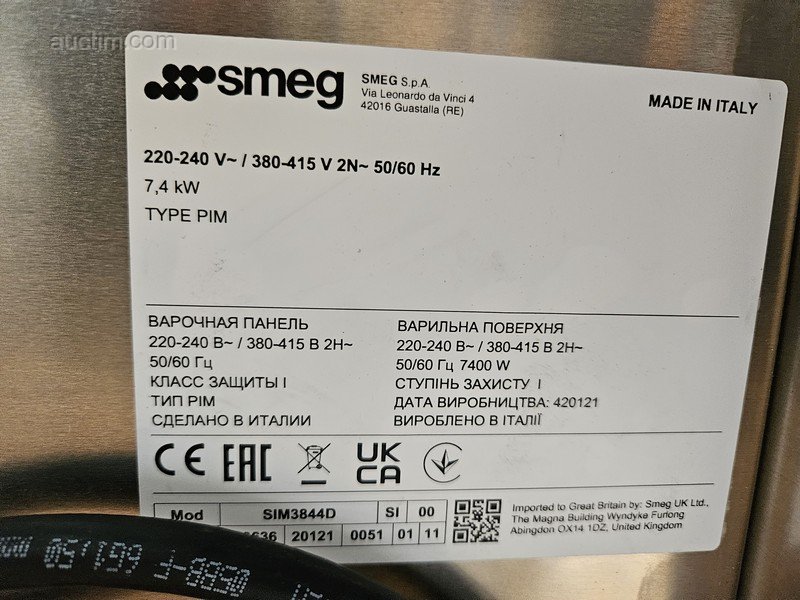 auctim.com
smeg
SMEG S.p.A.
Via Leonardo da Vinci 4
42016 Guastalla (RE)
MADE IN ITALY
220-240 V~ / 380-415 V 2N~ 50/60 Hz
7,4 kW
TYPE PIM
ВАРОЧНАЯ ПАНЕЛЬ
220-240 В~ / 380-415 В 2Н~
50/60 Гц
КЛАСС ЗАЩИТЫ I
ТИП PIM
СДЕЛАНО В ИТАЛИИ
ВАРИЛЬНА ПОВЕРХНЯ
220-240 В~ / 380-415 В 2Н~
50/60 Гц 7400 W
СТУПІНЬ ЗАХИСТУ I
ДАТА ВИРОБНИЦТВА: 420121
ВИРОБЛЕНО В ІТАЛІЇ
CE EAC UK CA
Mod SIM3844D SI 00
20121 0051 01 11
Imported to Great Britain by: Smeg UK Ltd.,
The Magna Building Wyndyke Furlong
Abingdon OX14 1DZ, United Kingdom